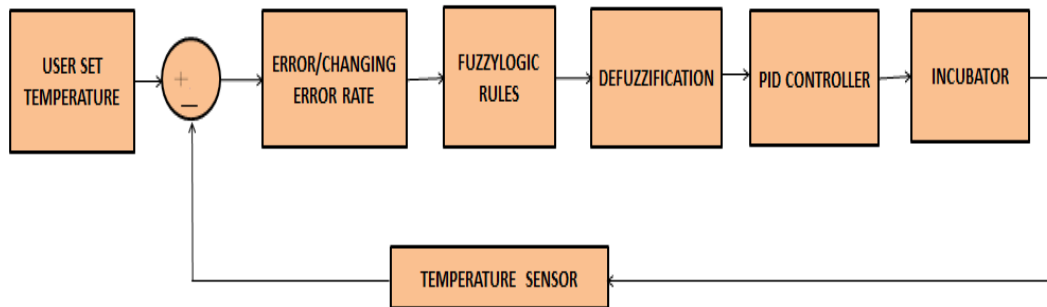 USER SET
TEMPERATURE
+
−
ERROR/CHANGING
ERROR RATE
FUZZYLOGIC
RULES
DEFUZZIFICATION
PID CONTROLLER
INCUBATOR
TEMPERATURE SENSOR